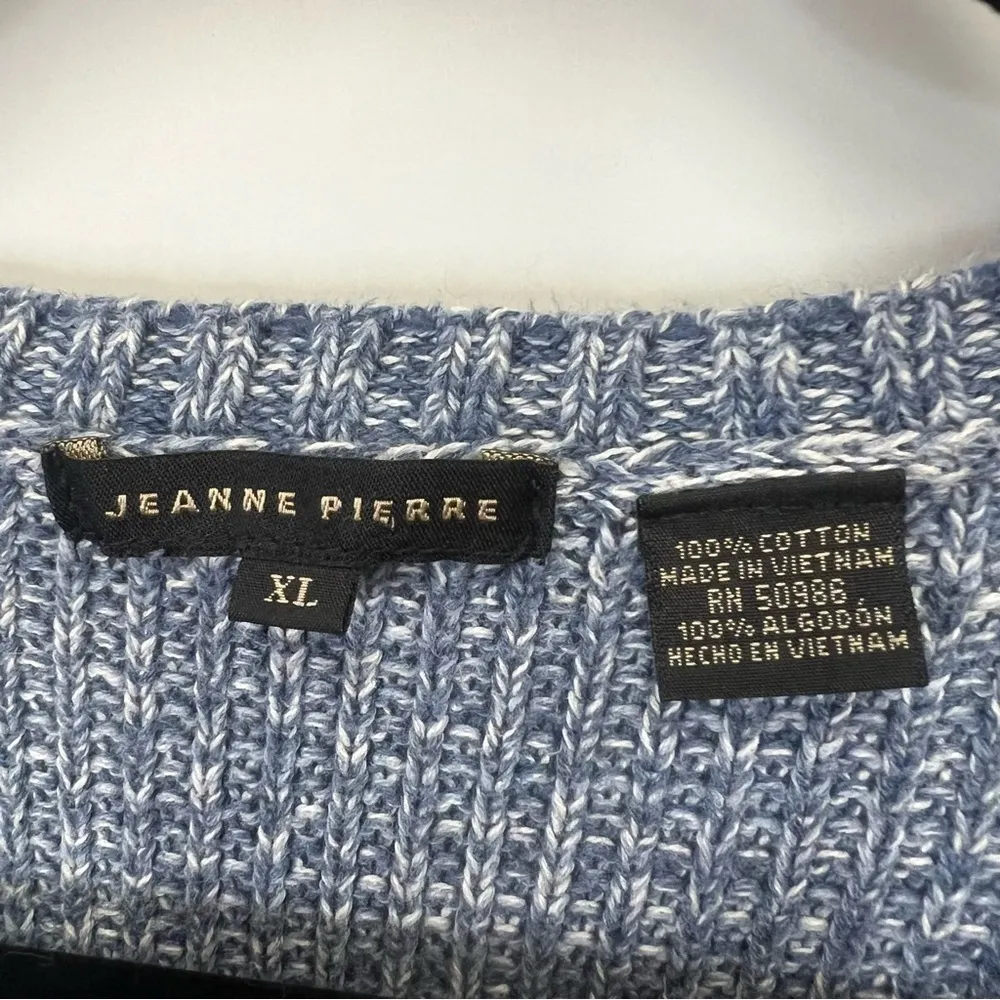 JEANNE PIERRE
XL
100% COTTON
MADE IN VIETNAM
RN 50986
100% ALGODÓN
HECHO EN VIETNAM